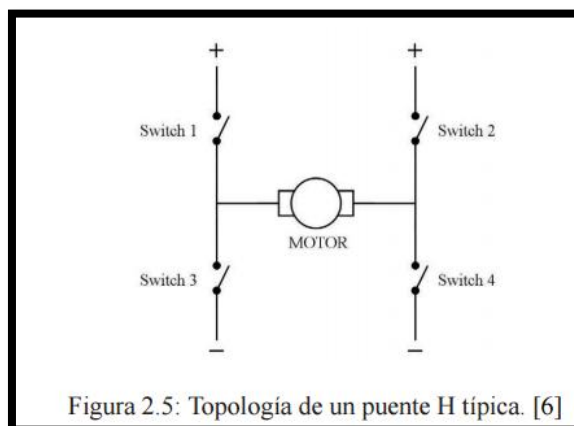 + +
Switch 1 Switch 2
MOTOR
Switch 3 Switch 4
− −
Figura 2.5: Topología de un puente H típica. [6]